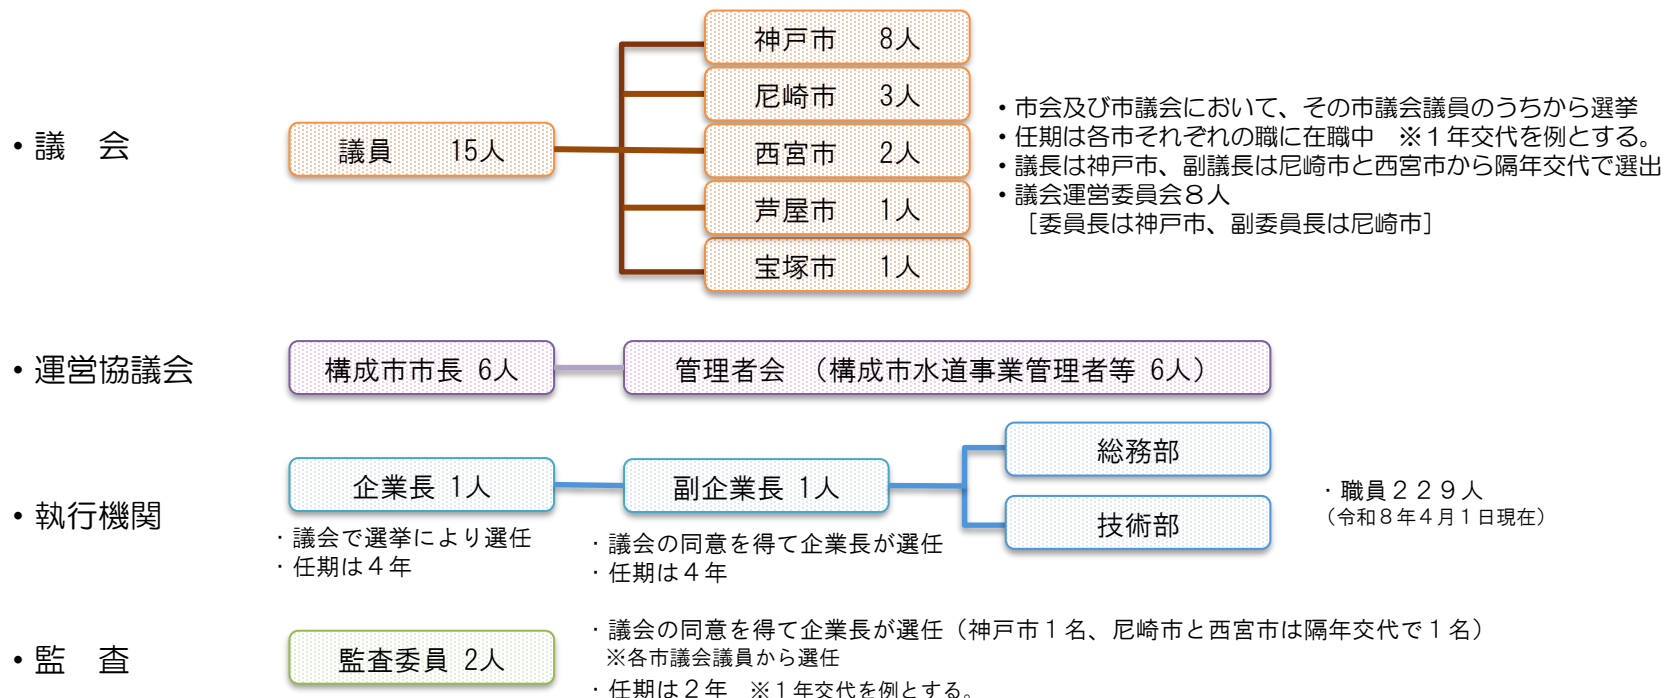 ・議　会
議員　　15人
神戸市　8人
尼崎市　3人
西宮市　2人
芦屋市　1人
宝塚市　1人
・市会及び市議会において、その市議会議員のうちから選挙
・任期は各市それぞれの職に在職中　※１年交代を例とする。
・議長は神戸市、副議長は尼崎市と西宮市から隔年交代で選出
・議会運営委員会８人
［委員長は神戸市、副委員長は尼崎市］
・運営協議会
構成市市長 6人
管理者会　（構成市水道事業管理者等 6人）
・執行機関
企業長 1人
・議会で選挙により選任
・任期は４年
副企業長 1人
・議会の同意を得て企業長が選任
・任期は４年
総務部
技術部
・職員２２９人
（令和８年４月１日現在）
・監　査
監査委員 2人
・議会の同意を得て企業長が選任（神戸市１名、尼崎市と西宮市は隔年交代で１名）
※各市議会議員から選任
・任期は２年　※１年交代を例とする。